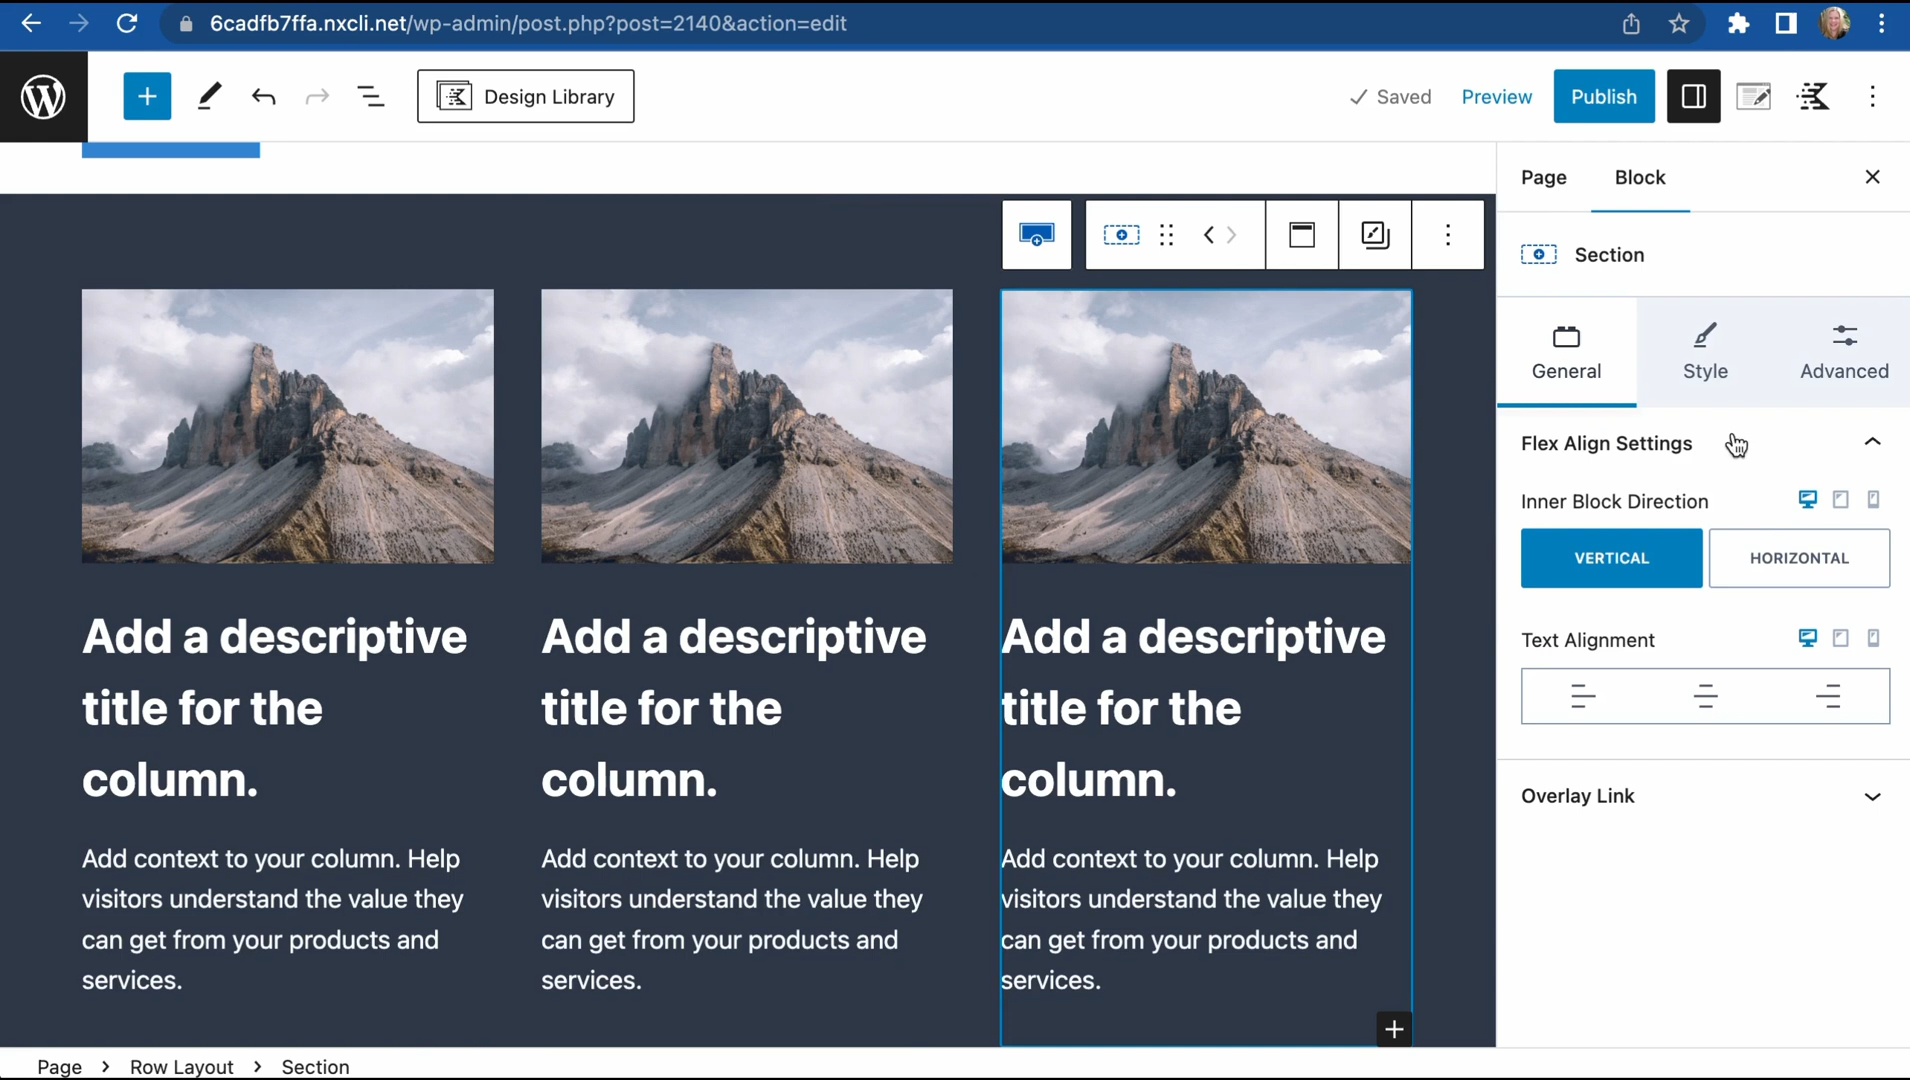 6cadfb7ffa.nxcli.net/wp-admin/post.php?post=2140&action=edit
Design Library
Saved
Preview
Publish
Page
Block
Section
General
Style
Advanced
Flex Align Settings
Inner Block Direction
VERTICAL
HORIZONTAL
Text Alignment
Overlay Link
Add a descriptive
title for the
column.
Add context to your column. Help
visitors understand the value they
can get from your products and
services.
Add a descriptive
title for the
column.
Add context to your column. Help
visitors understand the value they
can get from your products and
services.
Add a descriptive
title for the
column.
Add context to your column. Help
visitors understand the value they
can get from your products and
services.
Page > Row Layout > Section